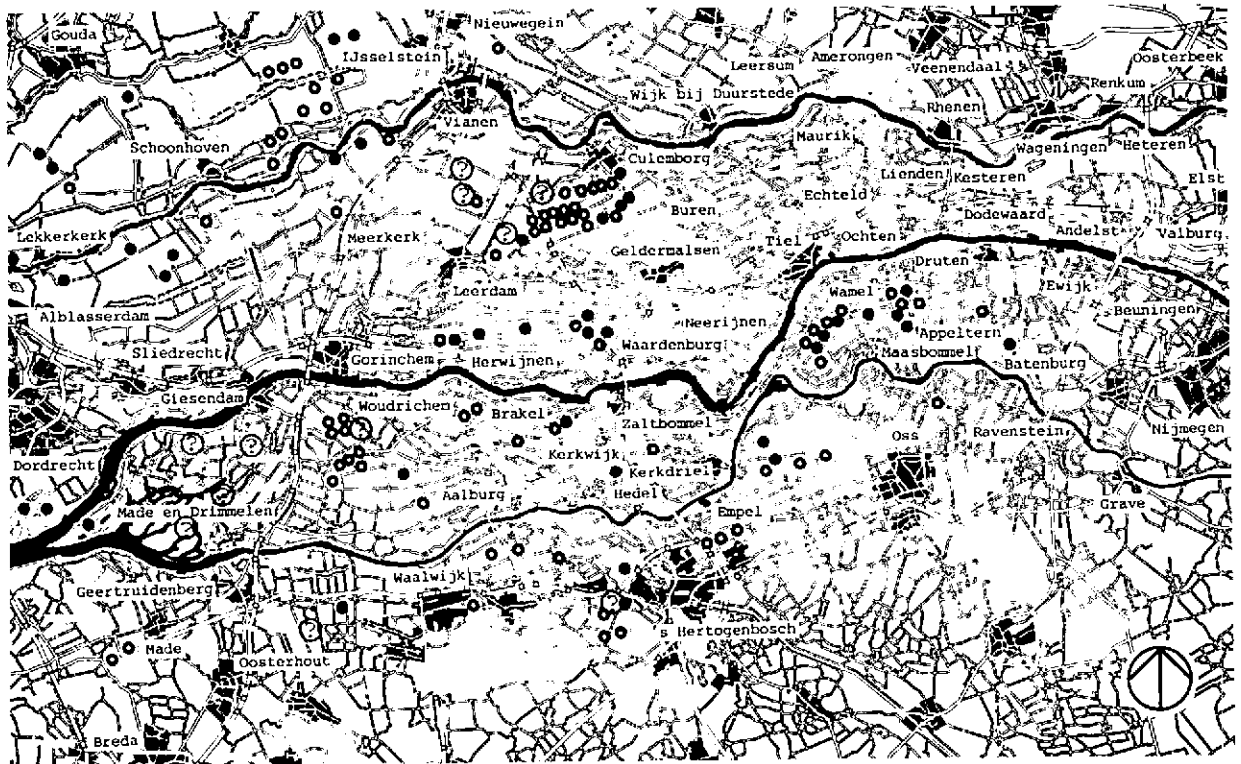 Nieuwegein
Gouda
IJsselstein
Leersum
Amerongen
Veenendaal
Oosterbeek
Renkum
Wijk bij Duurstede
Rhenen
Vianen
Maurik
Schoonhoven
Culemborg
Wageningen
Heteren
Lienden
Kesteren
Elst
Echteld
Buren
Dodewaard
Lekkerkerk
Meerkerk
Tiel
Ochten
Andelst
Valburg
Geldermalsen
Druten
Leerdam
Wamel
Ewijk
Alblasserdam
Neerijnen
Beuningen
Appeltern
Sliedrecht
Gorinchem
Herwijnen
Waardenburg
Maasbommel
Batenburg
Giesendam
Woudrichem
Brakel
Zaltbommel
Oss
Ravenstein
Nijmegen
Dordrecht
Kerkwijk
Kerkdriel
Aalburg
Hedel
Grave
Made en Drimmelen
Empel
Waalwijk
Geertruidenberg
s Hertogenbosch
Made
Oosterhout
Breda
?
?
?
?
?
?
?
?
?
?
?
?